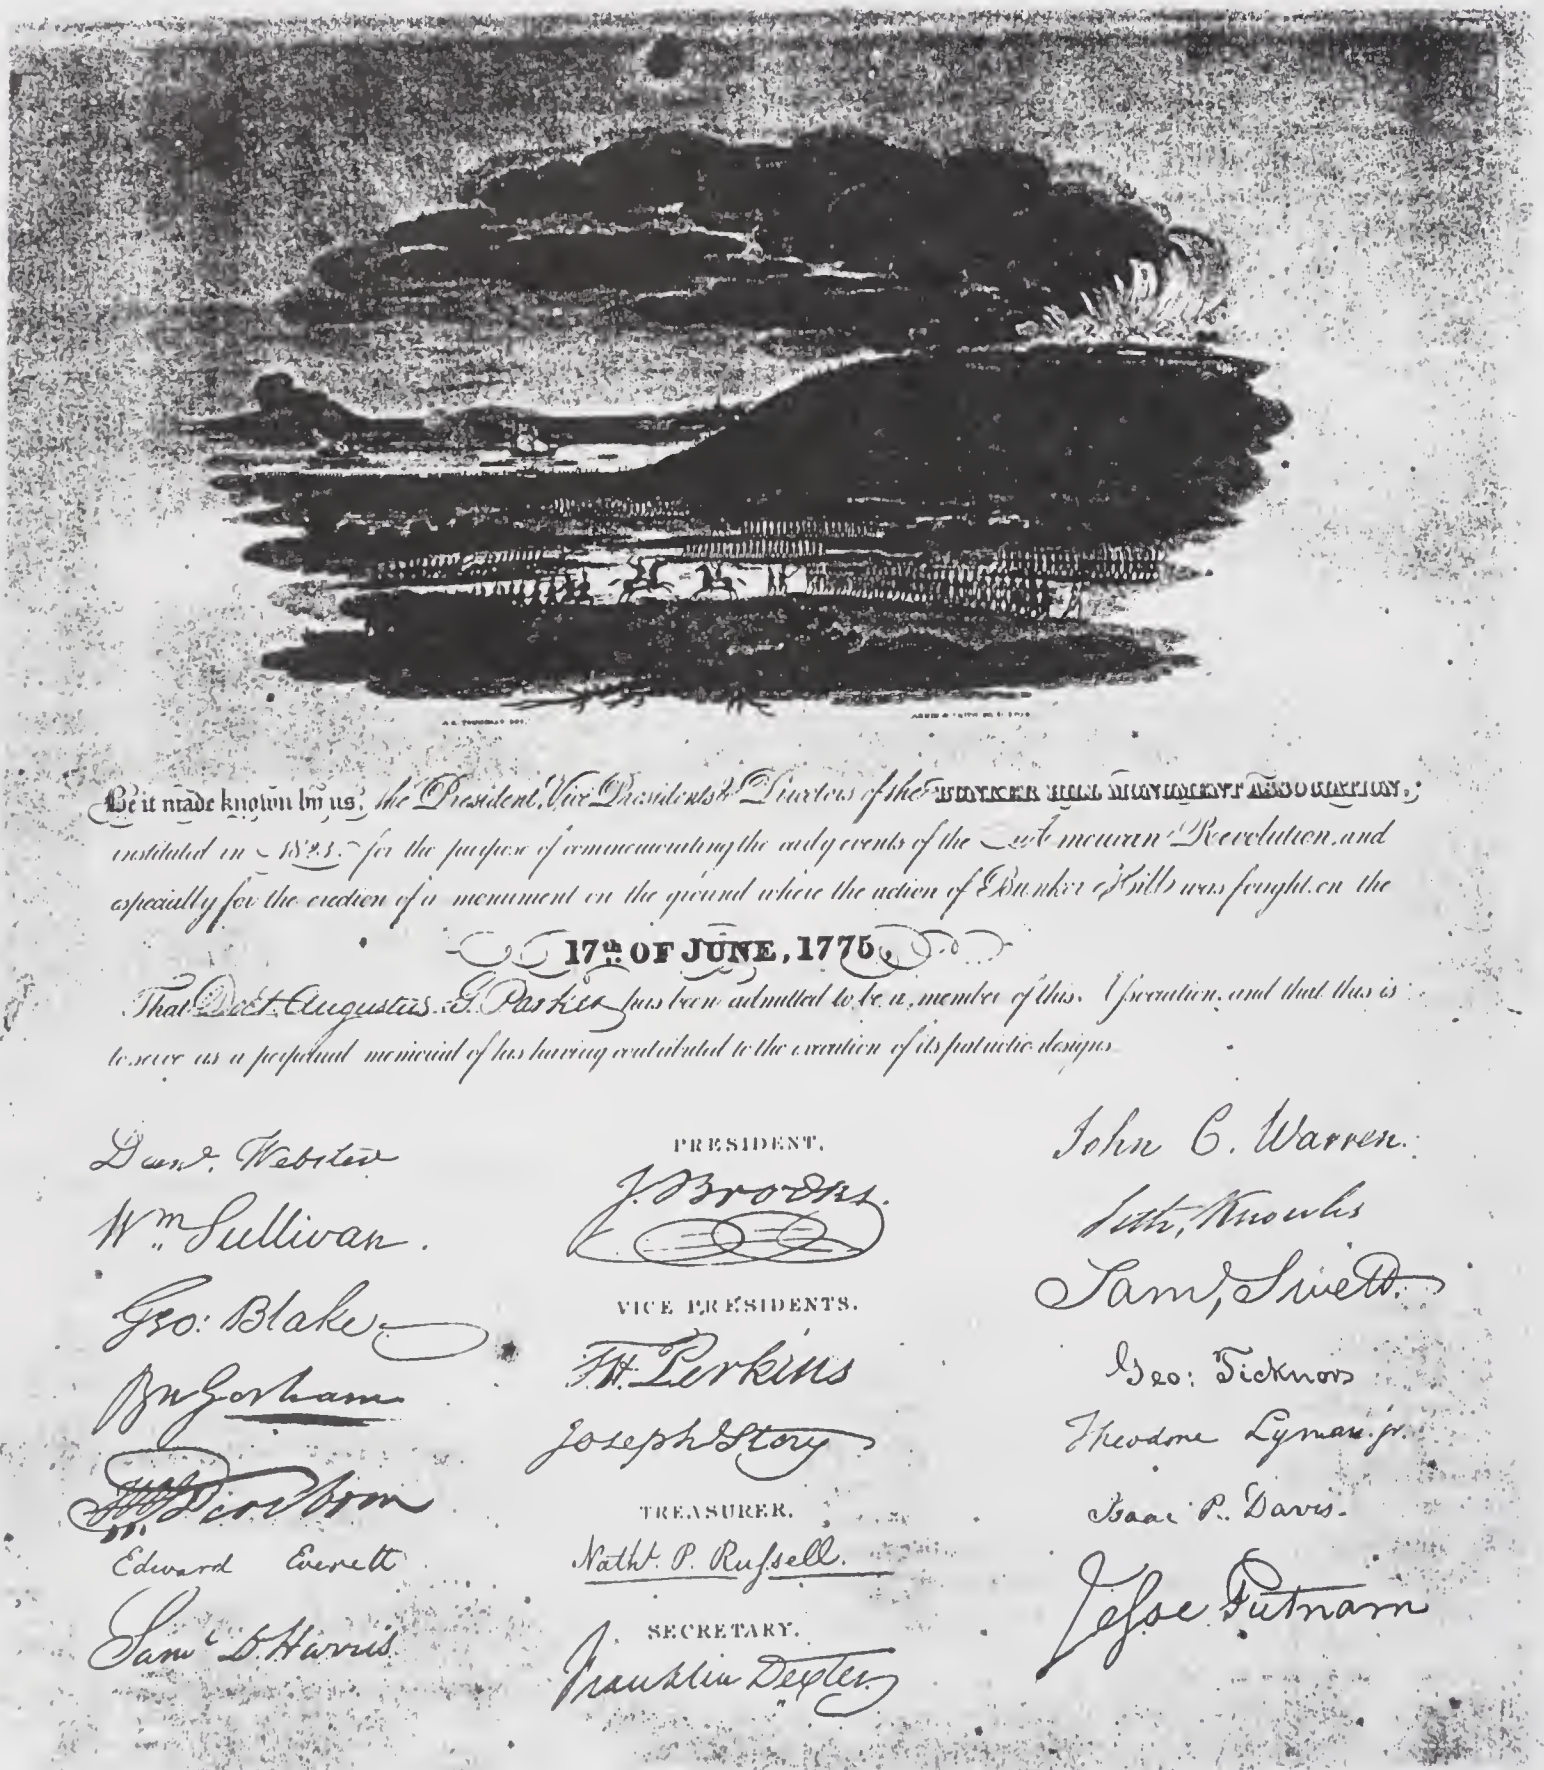 Be it made known by us, the President, Vice Presidents & Directors of the BUNKER HILL MONUMENT ASSOCIATION,
instituted in 1823. for the purpose of commemorating the early events of the American Revolution, and
especially for the erection of a monument on the ground where the action of Bunker Hill was fought, on the
17th OF JUNE, 1775,
That Doct. Augustus G. Parker has been admitted to be a member of this Association, and that this is
to serve as a perpetual memorial of his having contributed to the execution of its patriotic designs
Danl. Webster
Wm Sullivan.
Geo: Blake
Bn Gorham
Dearborn
Edward Everett
Saml D. Harris
PRESIDENT.
J. Brooks.
VICE PRESIDENTS.
T.H. Perkins
Joseph Story
TREASURER.
Nathl. P. Russell.
SECRETARY.
Franklin Dexter
John C. Warren.
Seth, Knowles
Saml, Swett.
Geo: Ticknor
Theodore Lyman jr.
Isaac P. Davis.
Jesse Putnam